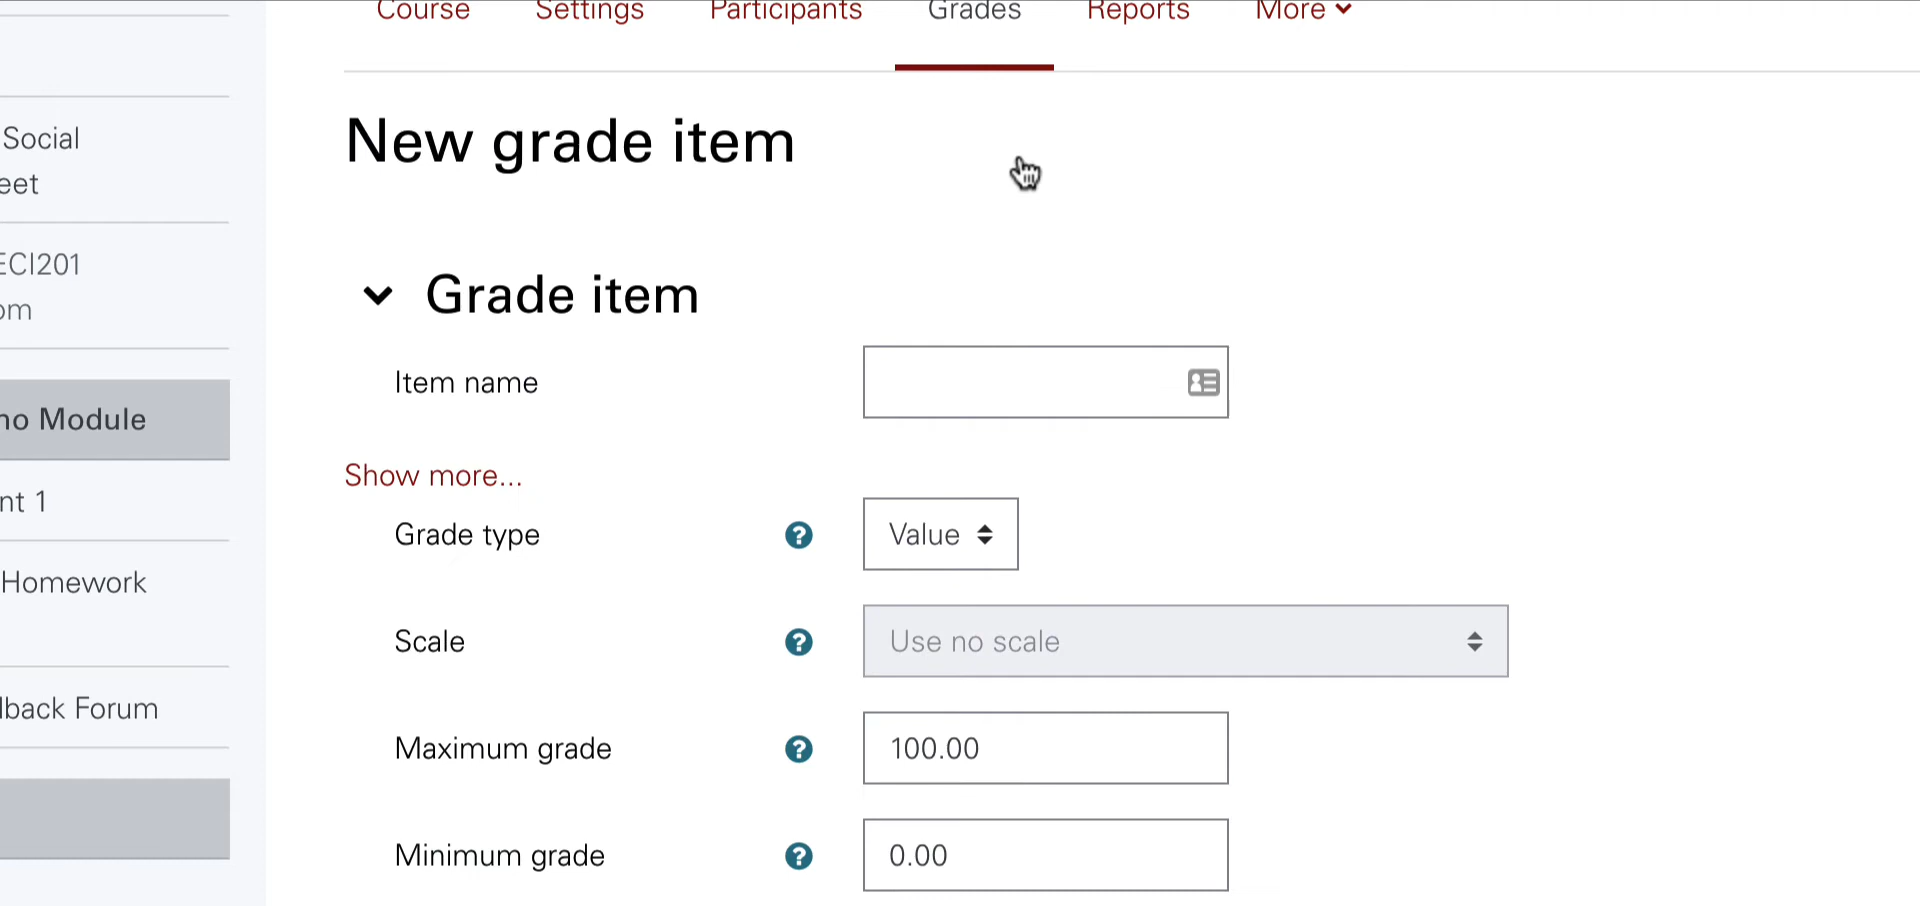 Course Settings Participants Grades Reports More
Social
eet
ECI201
om
no Module
nt 1
Homework
lback Forum
New grade item
Grade item
Item name
Show more...
Grade type ? Value
Scale ? Use no scale
Maximum grade ? 100.00
Minimum grade ? 0.00